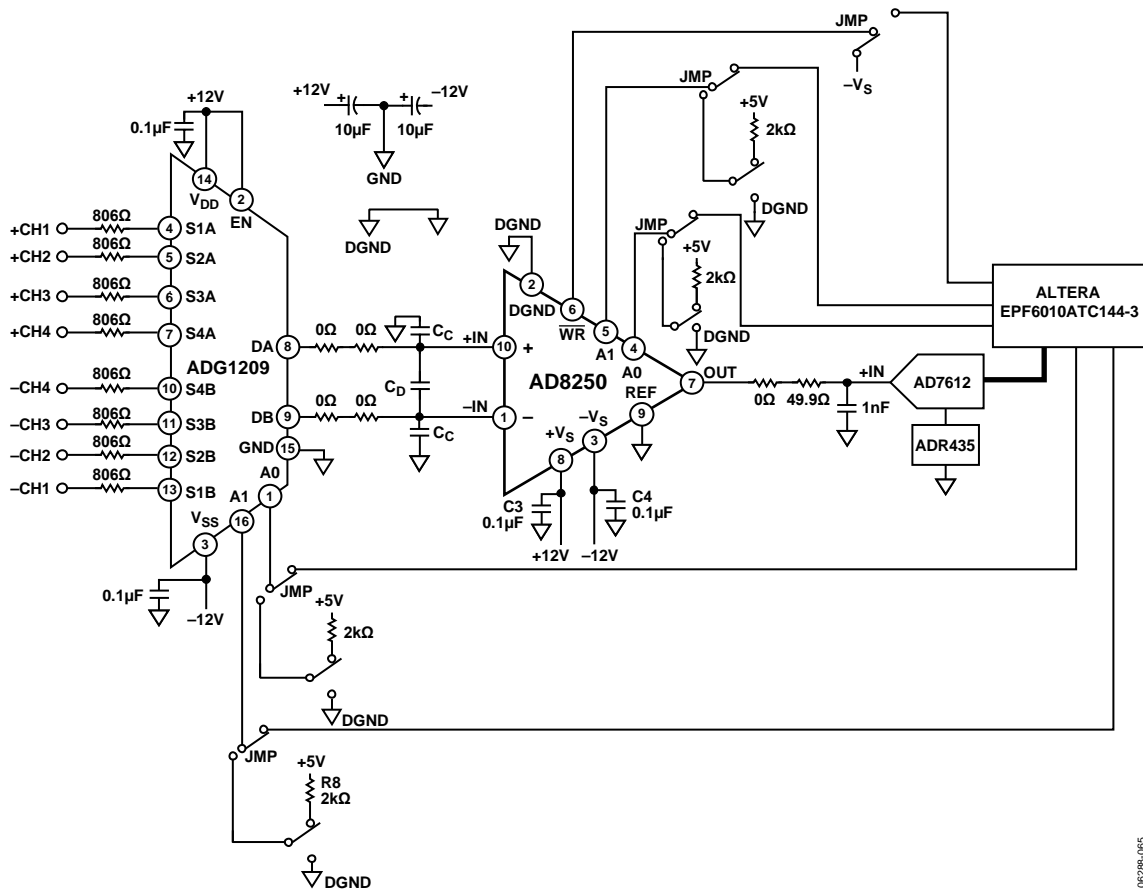 JMP
–VS
JMP
+5V
2kΩ
DGND
+12V
0.1µF
+12V
+
10µF
+
10µF
–12V
GND
DGND
14
VDD
2
EN
+CH1
806Ω
4
S1A
+CH2
806Ω
5
S2A
+CH3
806Ω
6
S3A
+CH4
806Ω
7
S4A
–CH4
806Ω
10
S4B
–CH3
806Ω
11
S3B
–CH2
806Ω
12
S2B
–CH1
806Ω
13
S1B
ADG1209
DA
8
DB
9
GND
15
A0
1
A1
16
VSS
3
0.1µF
–12V
0Ω
0Ω
CC
CD
0Ω
0Ω
CC
+IN
10
+
–IN
1
–
AD8250
DGND
2
DGND
6
WR
5
A1
4
A0
JMP
+5V
2kΩ
DGND
7
OUT
REF
9
–VS
3
+VS
8
C3
0.1µF
+12V
–12V
C4
0.1µF
0Ω
49.9Ω
+IN
1nF
AD7612
ADR435
ALTERA
EPF6010ATC144-3
JMP
+5V
2kΩ
DGND
JMP
+5V
R8
2kΩ
DGND
06288-065